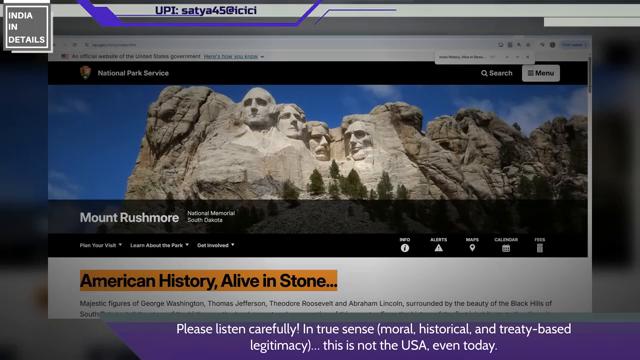 INDIA
IN
DETAILS
UPI: satya45@icici
An official website of the United States government Here's how you know
National Park Service
Search
Menu
Mount Rushmore
National Memorial
South Dakota
Plan Your Visit
Learn About the Park
Get Involved
INFO
ALERTS
MAPS
CALENDAR
FEES
American History, Alive in Stone...
Majestic figures of George Washington, Thomas Jefferson, Theodore Roosevelt and Abraham Lincoln, surrounded by the beauty of the Black Hills of
Please listen carefully! In true sense (moral, historical, and treaty-based
legitimacy)... this is not the USA, even today.